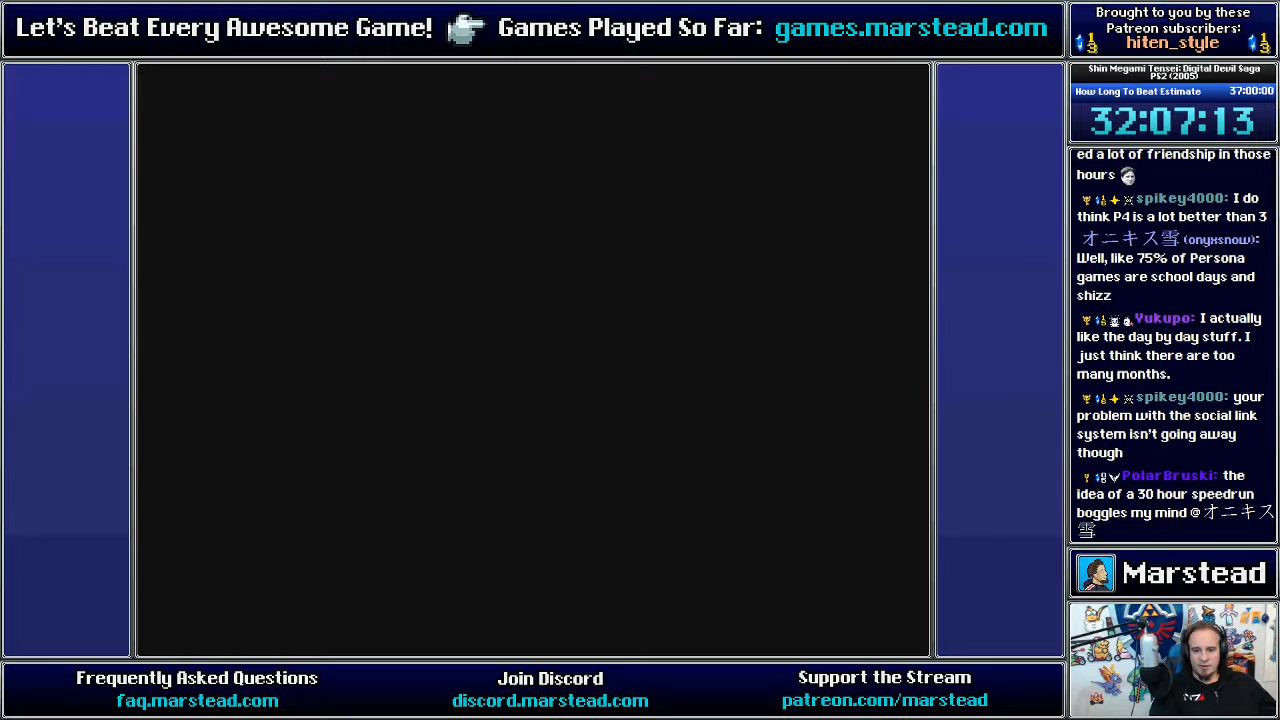 Let's Beat Every Awesome Game! Games Played So Far: games.marstead.com
Brought to you by these
Patreon subscribers:
hiten_style
Shin Megami Tensei: Digital Devil Saga
PS2 (2005)
How Long To Beat Estimate 37:00:00
32:07:13
ed a lot of friendship in those
hours
spikey4000: I do
think P4 is a lot better than 3
オニキス雪 (onyxsnow):
Well, like 75% of Persona
games are school days and
shizz
Yukupo: I actually
like the day by day stuff. I
just think there are too
many months.
spikey4000: your
problem with the social link
system isn't going away
though
PolarBruski: the
idea of a 30 hour speedrun
boggles my mind @オニキス
雪
Marstead
Frequently Asked Questions
faq.marstead.com
Join Discord
discord.marstead.com
Support the Stream
patreon.com/marstead